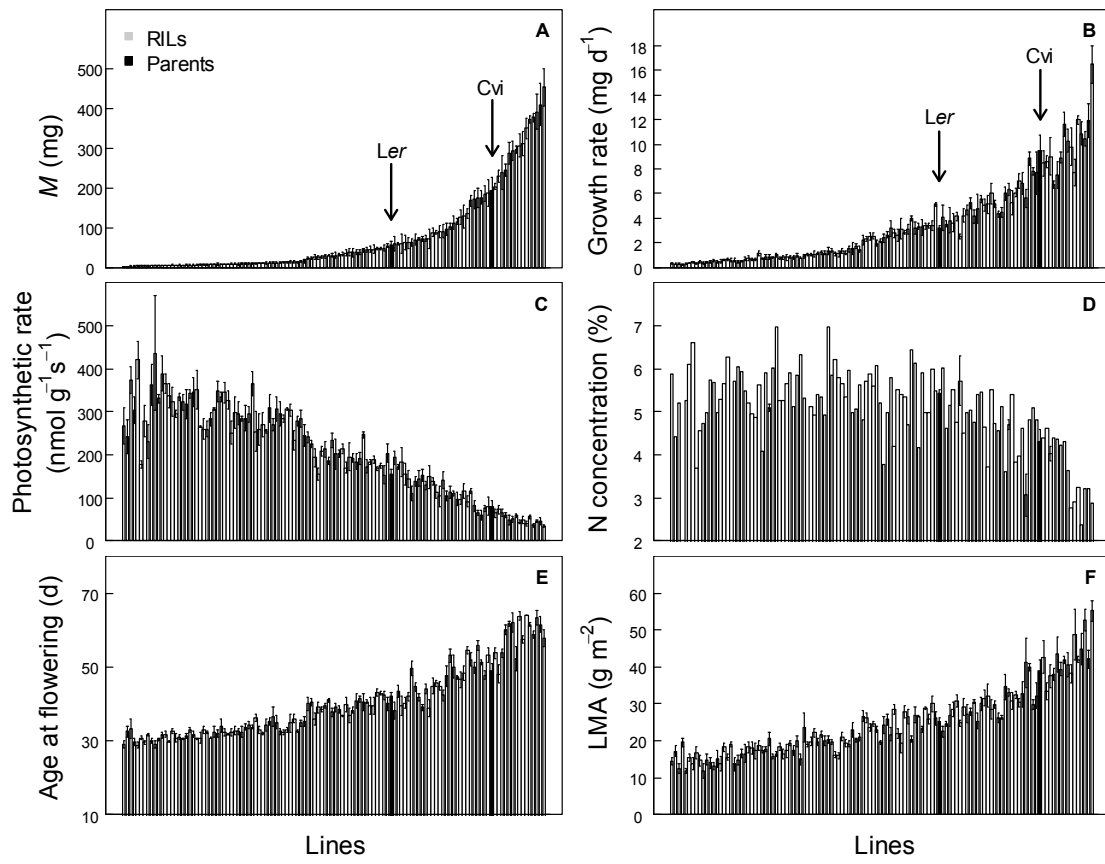 A
RILs
Parents
Ler
Cvi
M (mg)
500
400
300
200
100
0
B
Ler
Cvi
Growth rate (mg d⁻¹)
18
16
14
12
10
8
6
4
2
0
C
Photosynthetic rate
(nmol g⁻¹s⁻¹)
500
400
300
200
100
0
D
N concentration (%)
7
6
5
4
3
2
E
Age at flowering (d)
70
50
30
10
Lines
F
LMA (g m⁻²)
60
50
40
30
20
10
0
Lines